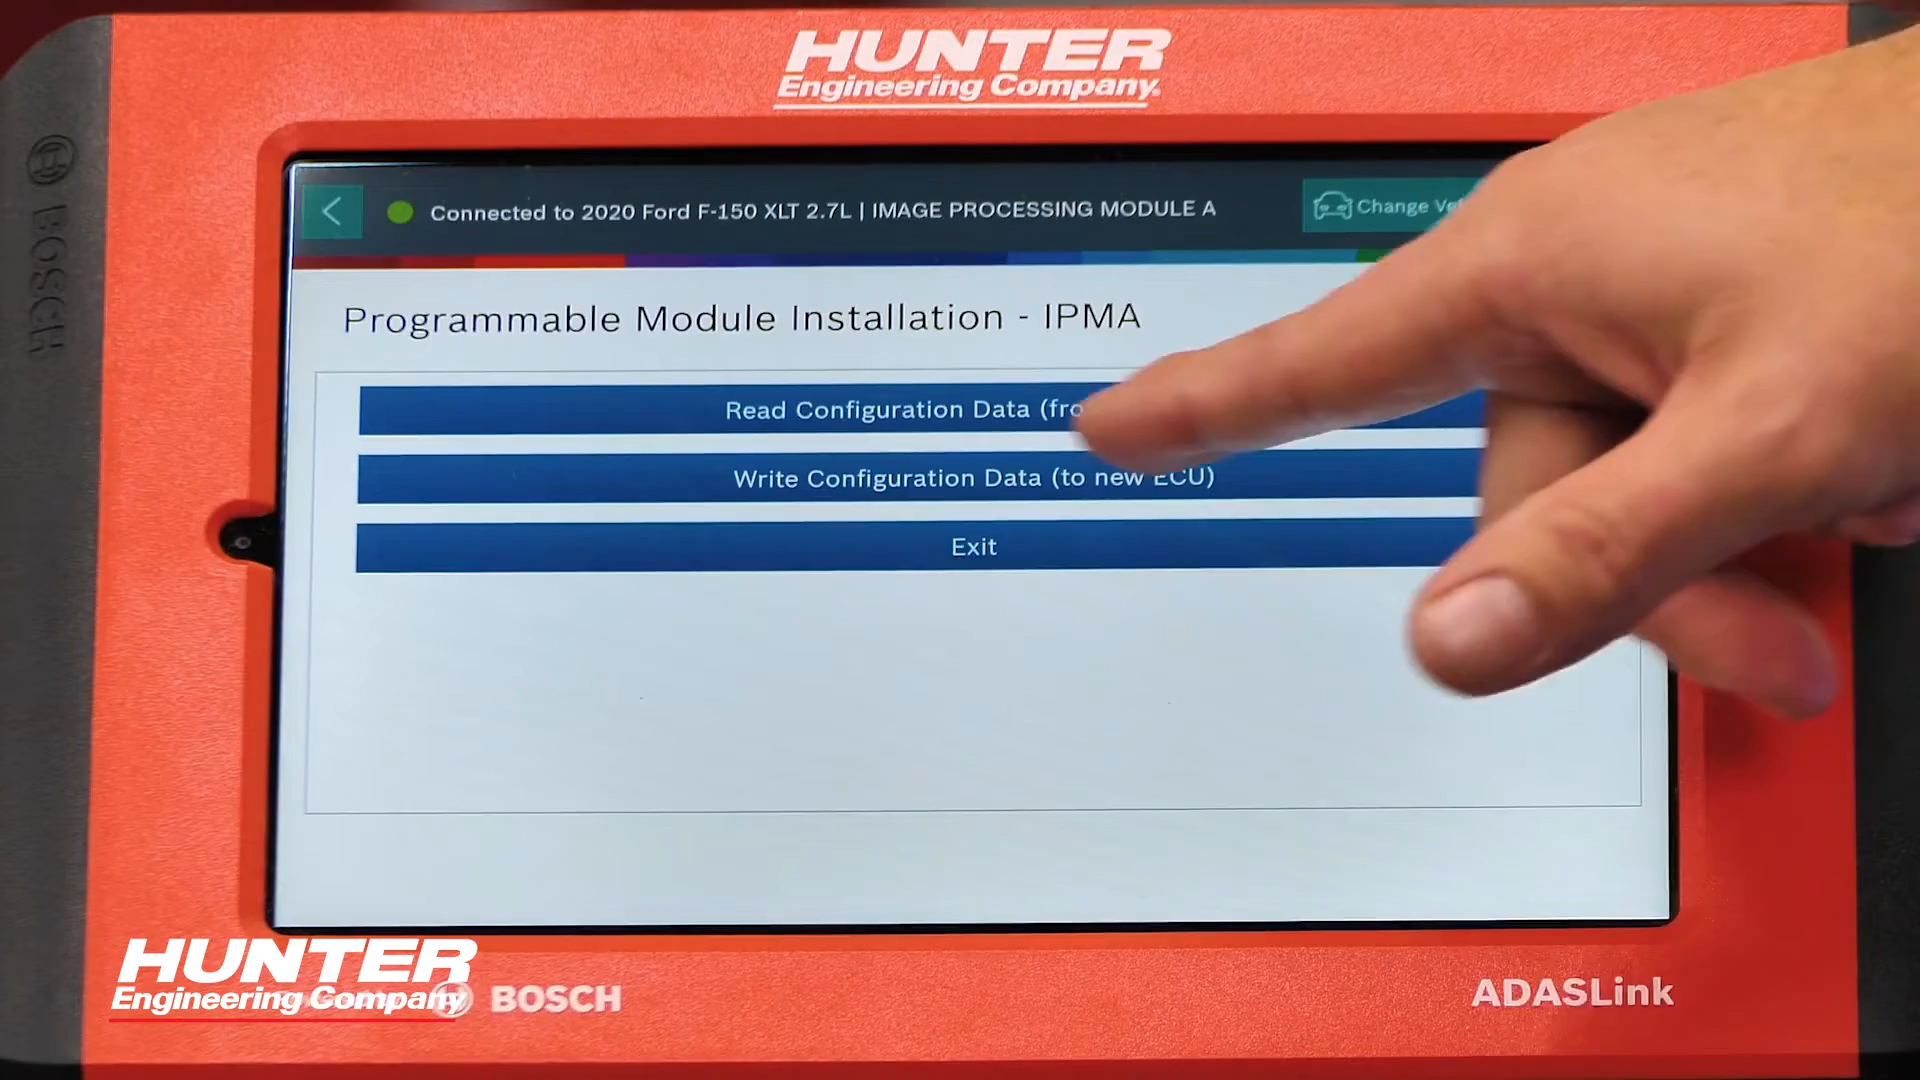 HUNTER
Engineering Company
BOSCH
Connected to 2020 Ford F-150 XLT 2.7L | IMAGE PROCESSING MODULE A
Change
Programmable Module Installation - IPMA
Read Configuration Data
Write Configuration Data (to new ECU)
Exit
HUNTER
Engineering Company
BOSCH
ADASLink